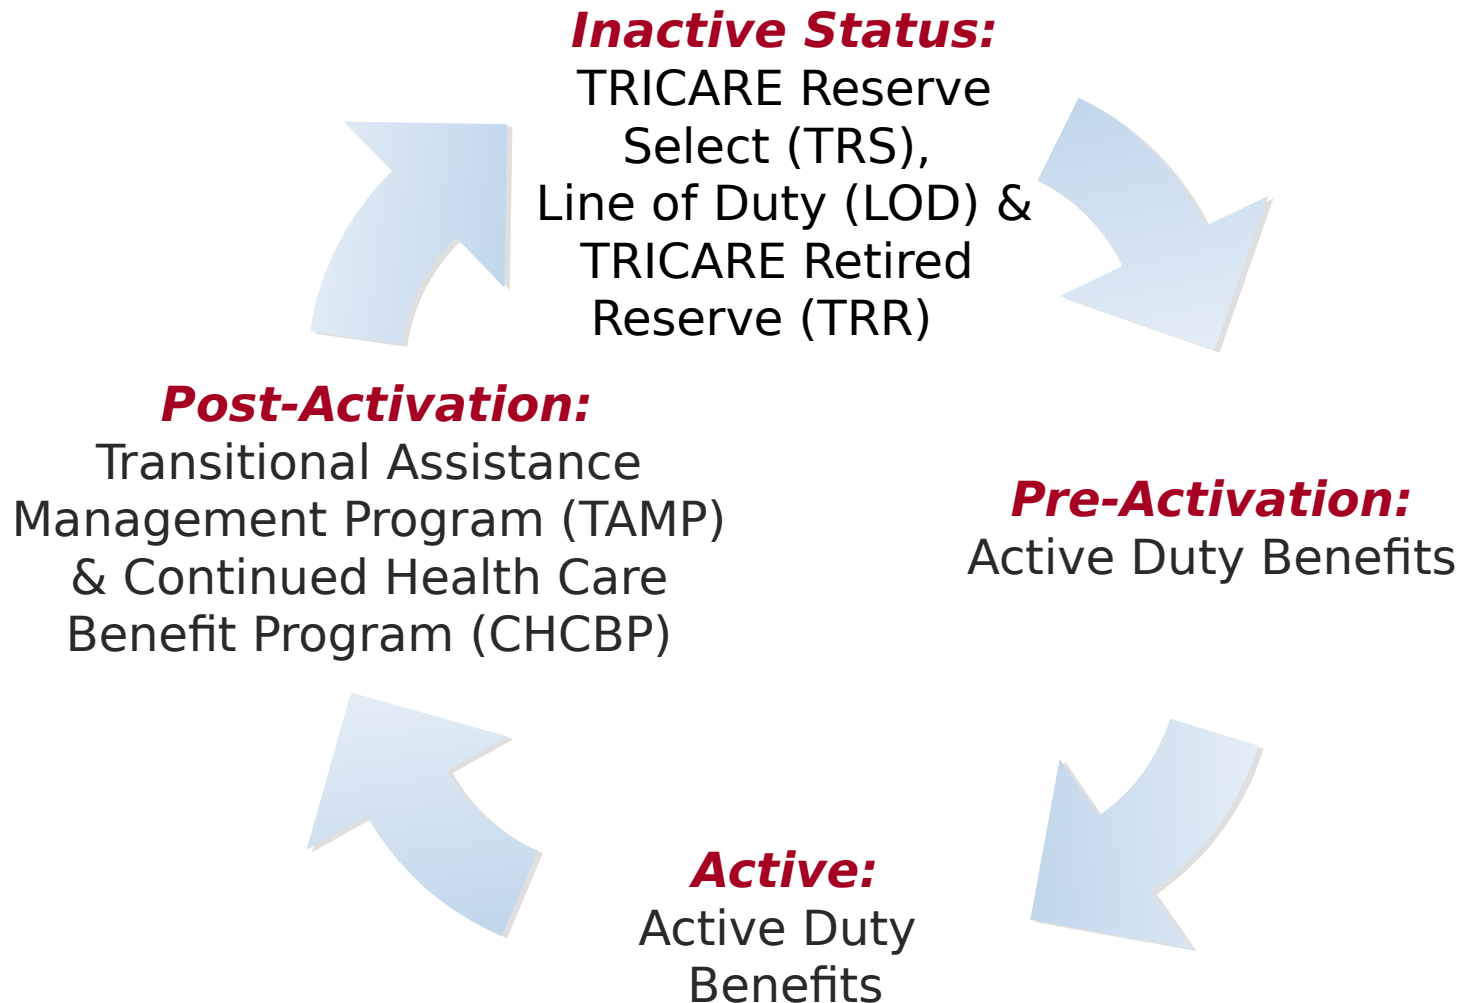 Inactive Status:
TRICARE Reserve
Select (TRS),
Line of Duty (LOD) &
TRICARE Retired
Reserve (TRR)
Post-Activation:
Transitional Assistance
Management Program (TAMP)
& Continued Health Care
Benefit Program (CHCBP)
Pre-Activation:
Active Duty Benefits
Active:
Active Duty
Benefits